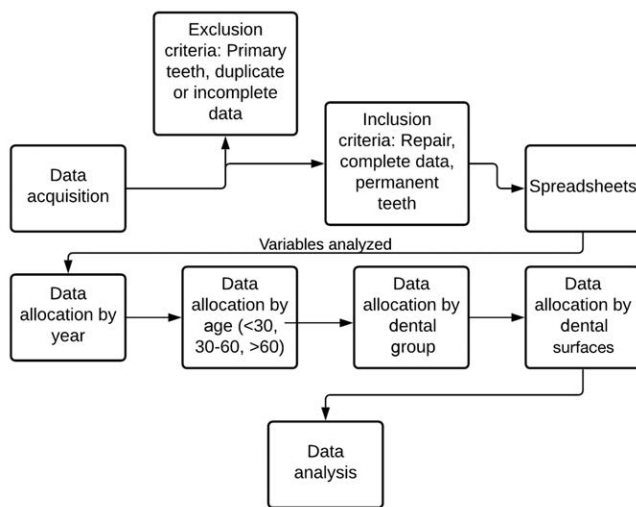 Exclusion
criteria: Primary
teeth, duplicate
or incomplete
data
Inclusion
criteria: Repair,
complete data,
permanent
teeth
Data
acquisition
Spreadsheets
Variables analyzed
Data
allocation by
year
Data
allocation by
age (<30,
30-60, >60)
Data
allocation by
dental
group
Data
allocation by
dental
surfaces
Data
analysis